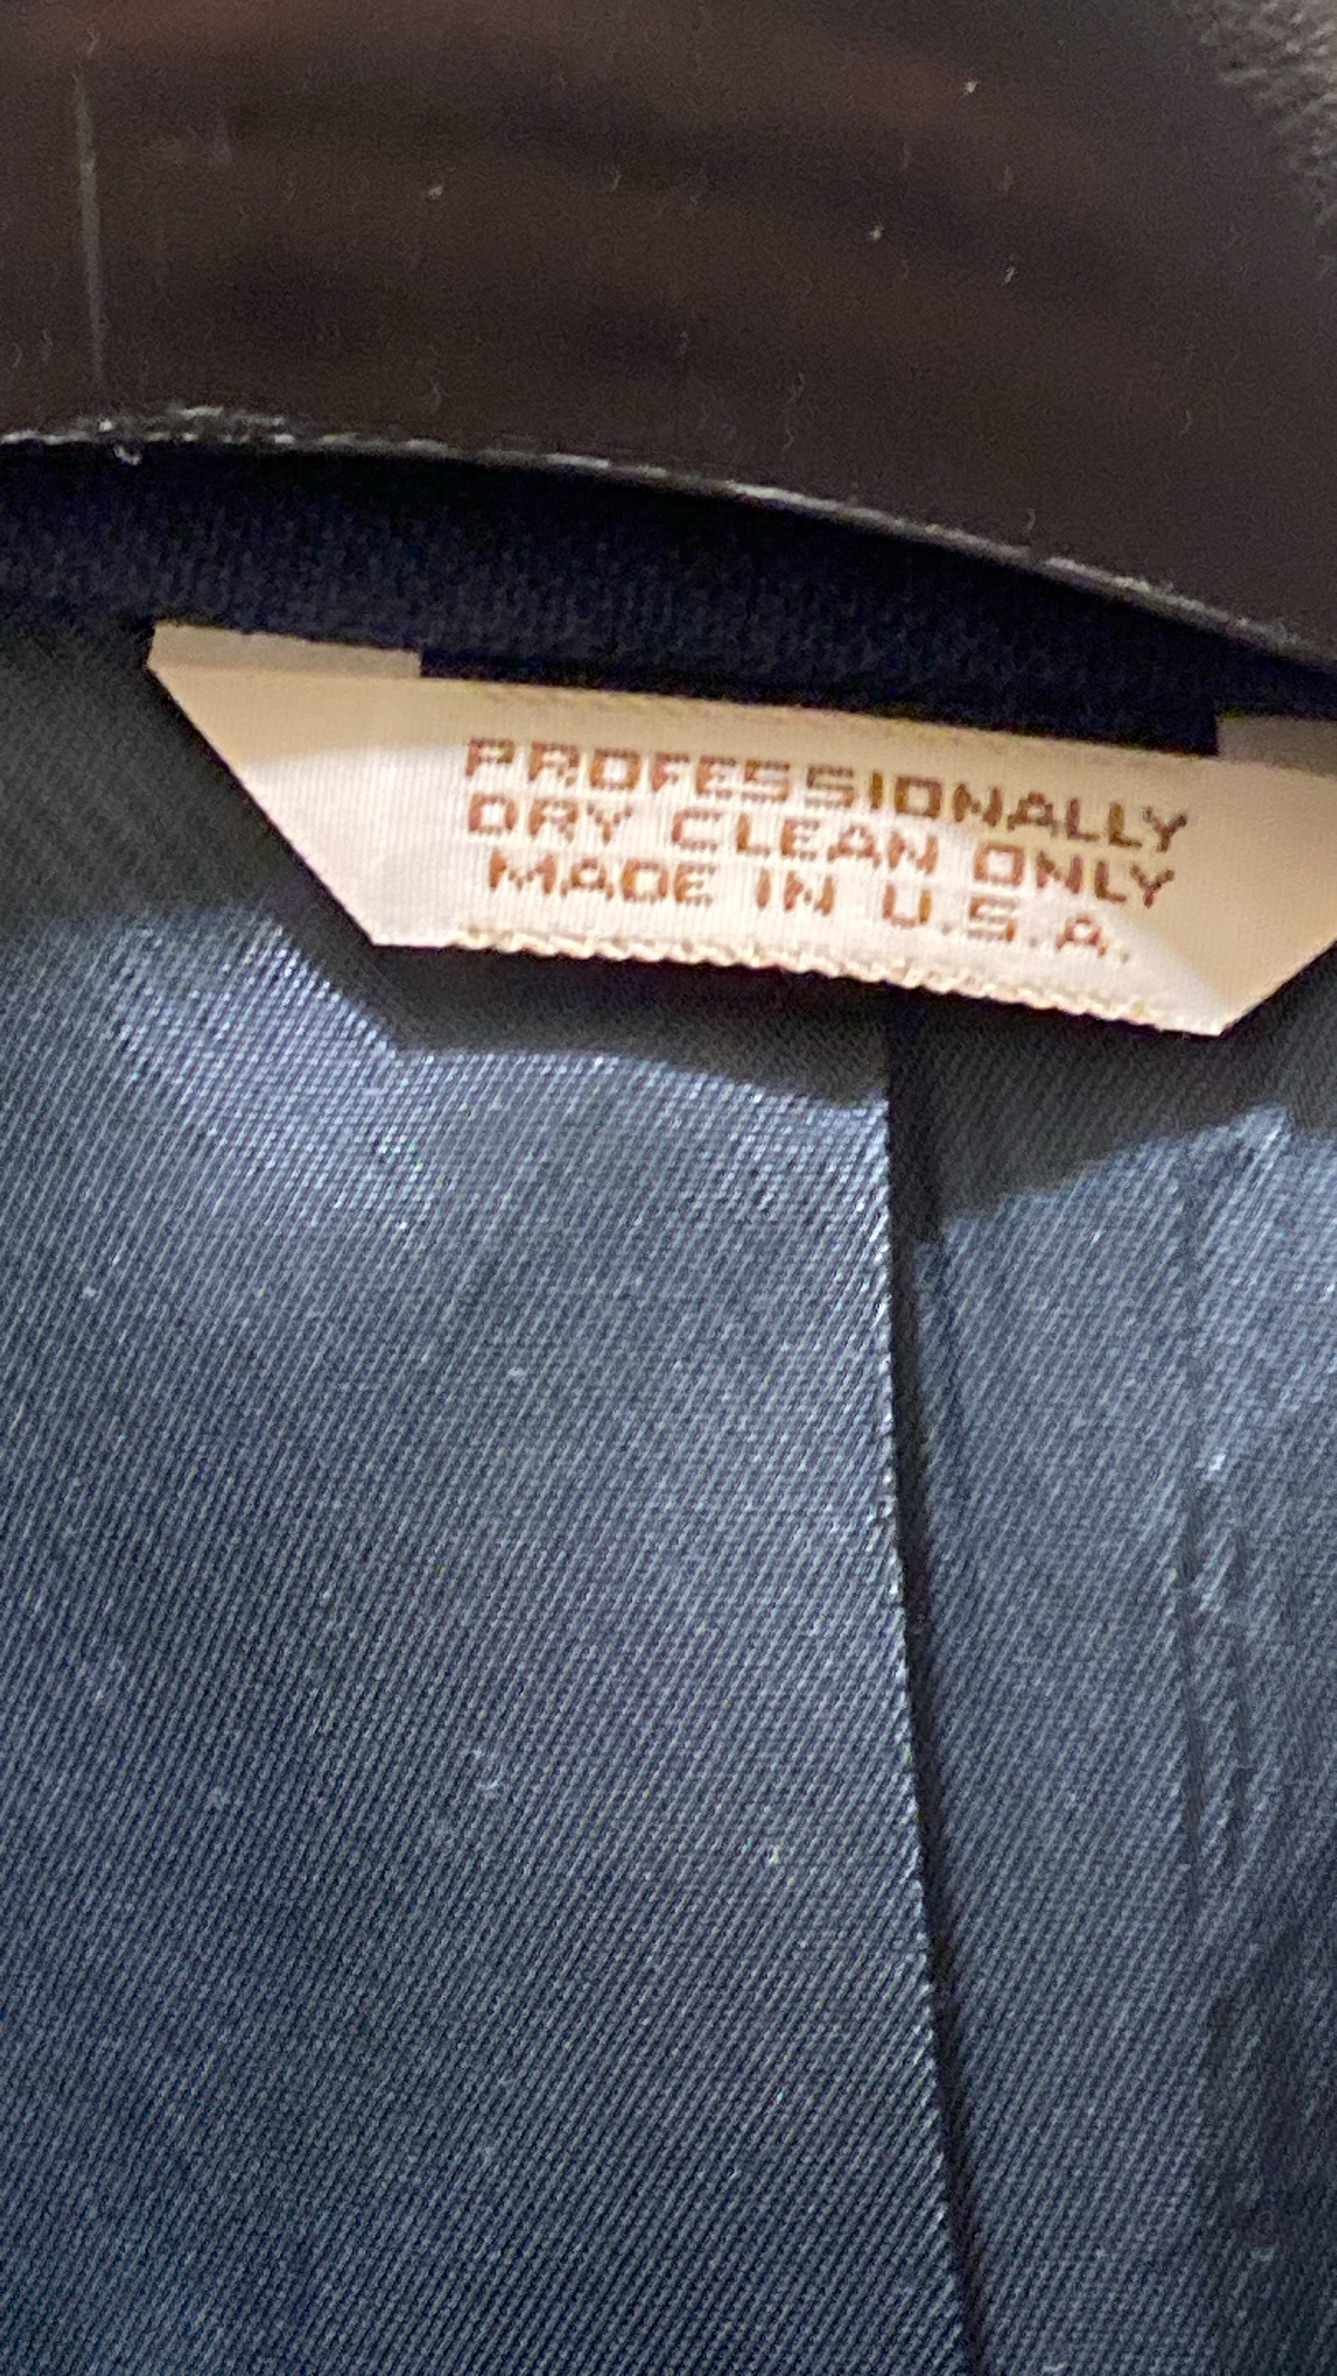 PROFESSIONALLY
DRY CLEAN ONLY
MADE IN U.S.A.